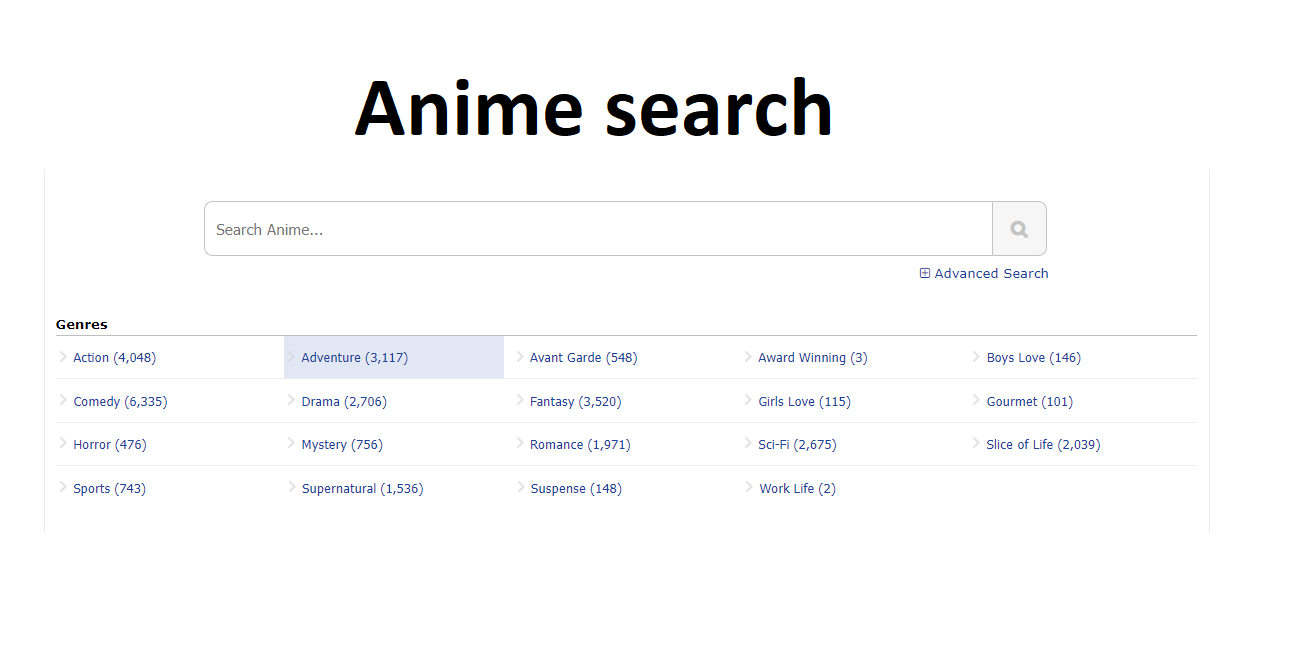 Anime search
Search Anime...
Advanced Search
Genres
Action (4,048) Adventure (3,117) Avant Garde (548) Award Winning (3) Boys Love (146)
Comedy (6,335) Drama (2,706) Fantasy (3,520) Girls Love (115) Gourmet (101)
Horror (476) Mystery (756) Romance (1,971) Sci-Fi (2,675) Slice of Life (2,039)
Sports (743) Supernatural (1,536) Suspense (148) Work Life (2)